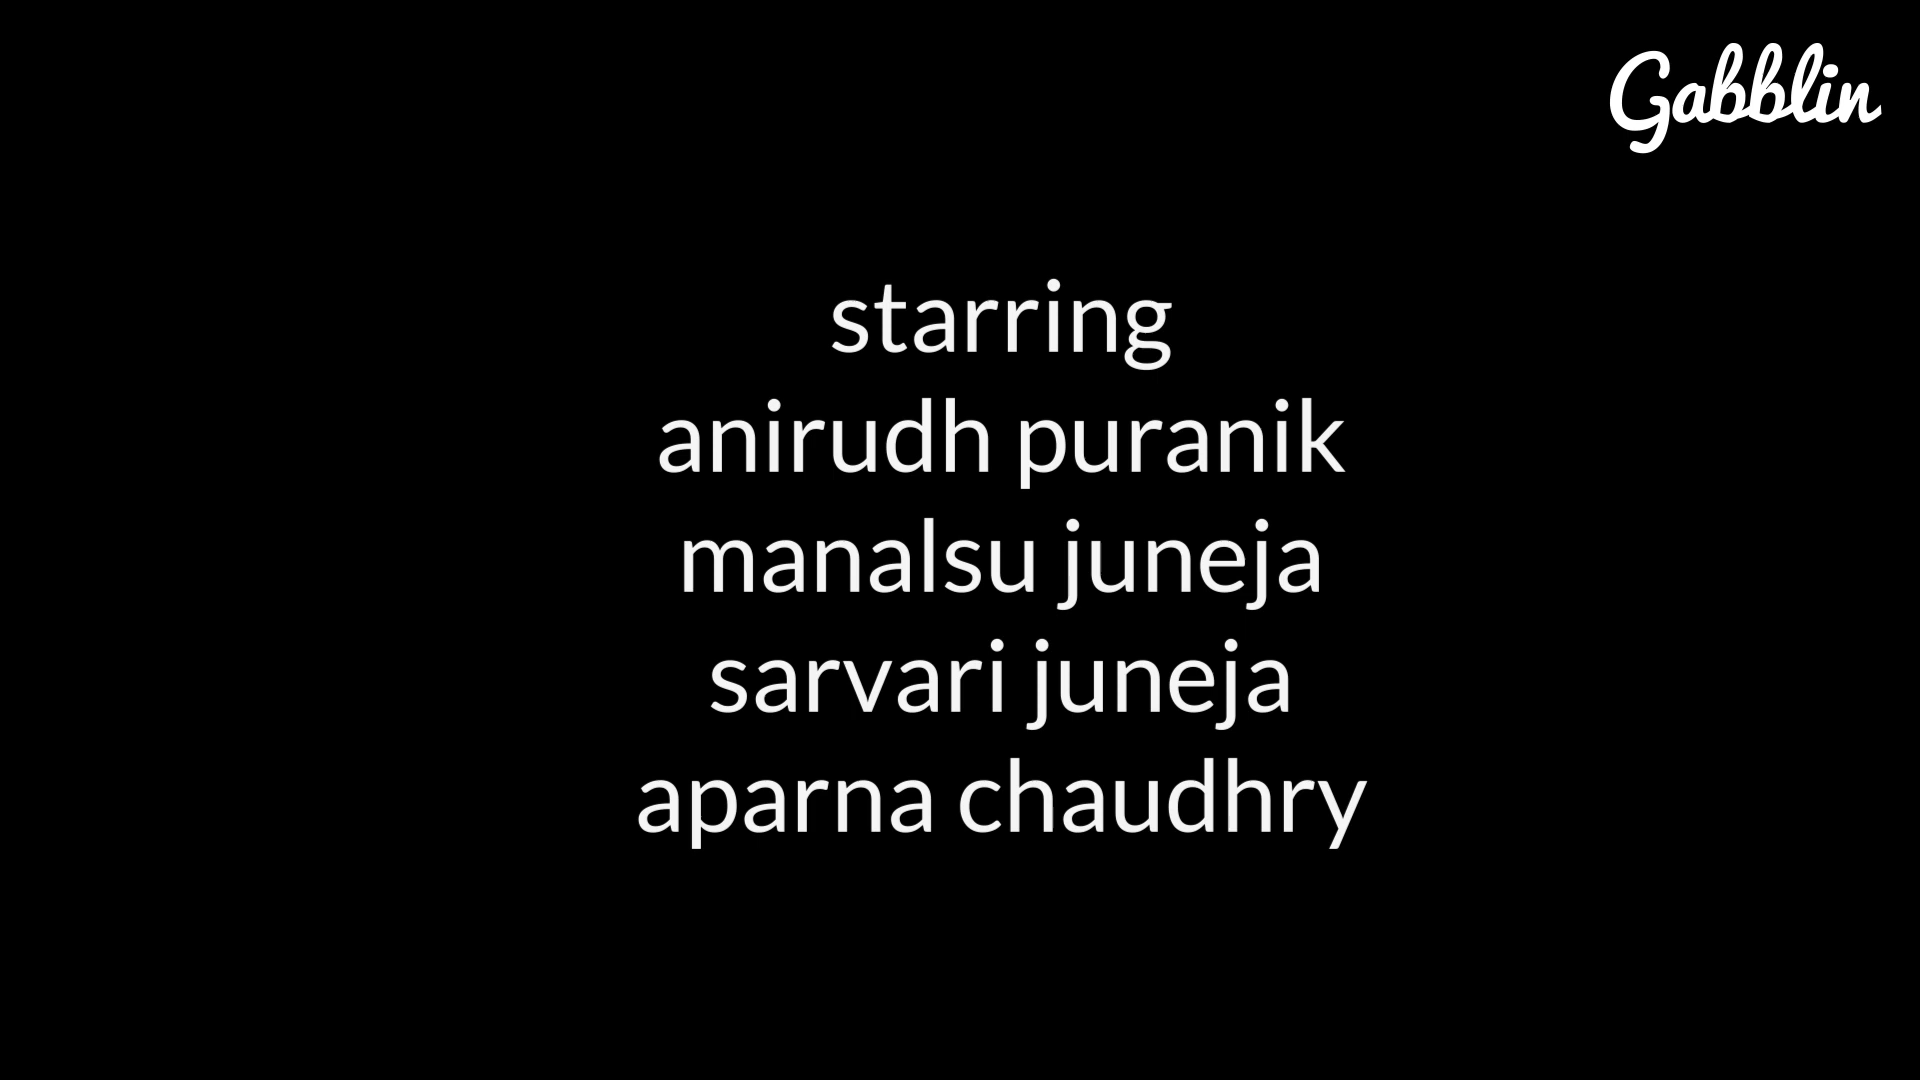 Gabblin
starring
anirudh puranik
manalsu juneja
sarvari juneja
aparna chaudhry